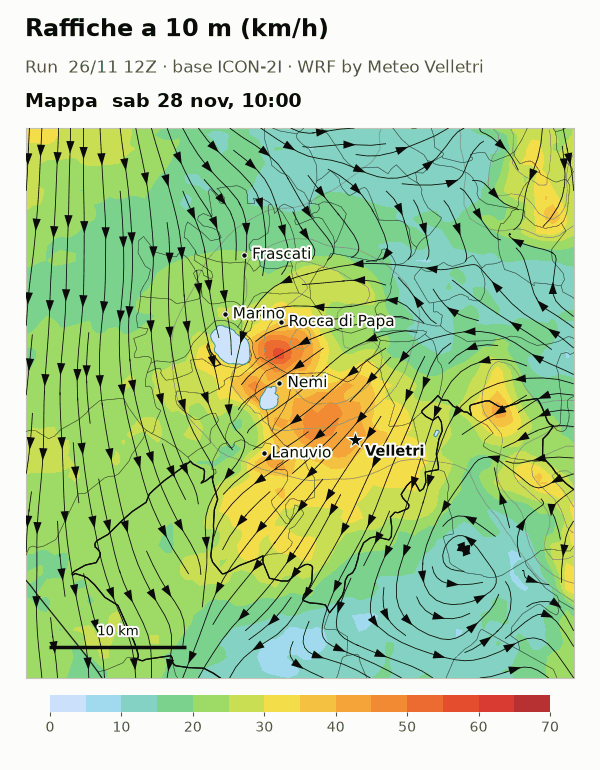 Raffiche a 10 m (km/h)
Run  26/11 12Z · base ICON-2I · WRF by Meteo Velletri
Mappa  sab 28 nov, 10:00
Frascati
Marino
Rocca di Papa
Nemi
Velletri
Lanuvio
10 km
0 10 20 30 40 50 60 70